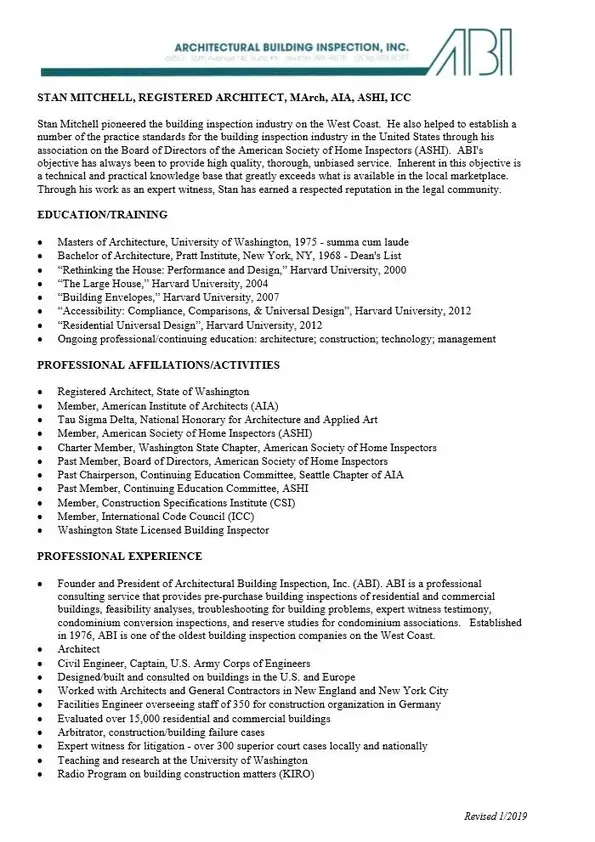 ARCHITECTURAL BUILDING INSPECTION, INC.
ABI
STAN MITCHELL, REGISTERED ARCHITECT, MArch, AIA, ASHI, ICC
Stan Mitchell pioneered the building inspection industry on the West Coast.  He also helped to establish a
number of the practice standards for the building inspection industry in the United States through his
association on the Board of Directors of the American Society of Home Inspectors (ASHI).  ABI's
objective has always been to provide high quality, thorough, unbiased service.  Inherent in this objective is
a technical and practical knowledge base that greatly exceeds what is available in the local marketplace.
Through his work as an expert witness, Stan has earned a respected reputation in the legal community.
EDUCATION/TRAINING
• Masters of Architecture, University of Washington, 1975 - summa cum laude
• Bachelor of Architecture, Pratt Institute, New York, NY, 1968 - Dean's List
• “Rethinking the House: Performance and Design,” Harvard University, 2000
• “The Large House,” Harvard University, 2004
• “Building Envelopes,” Harvard University, 2007
• “Accessibility: Compliance, Comparisons, & Universal Design”, Harvard University, 2012
• “Residential Universal Design”, Harvard University, 2012
• Ongoing professional/continuing education: architecture; construction; technology; management
PROFESSIONAL AFFILIATIONS/ACTIVITIES
• Registered Architect, State of Washington
• Member, American Institute of Architects (AIA)
• Tau Sigma Delta, National Honorary for Architecture and Applied Art
• Member, American Society of Home Inspectors (ASHI)
• Charter Member, Washington State Chapter, American Society of Home Inspectors
• Past Member, Board of Directors, American Society of Home Inspectors
• Past Chairperson, Continuing Education Committee, Seattle Chapter of AIA
• Past Member, Continuing Education Committee, ASHI
• Member, Construction Specifications Institute (CSI)
• Member, International Code Council (ICC)
• Washington State Licensed Building Inspector
PROFESSIONAL EXPERIENCE
• Founder and President of Architectural Building Inspection, Inc. (ABI). ABI is a professional
consulting service that provides pre-purchase building inspections of residential and commercial
buildings, feasibility analyses, troubleshooting for building problems, expert witness testimony,
condominium conversion inspections, and reserve studies for condominium associations.   Established
in 1976, ABI is one of the oldest building inspection companies on the West Coast.
• Architect
• Civil Engineer, Captain, U.S. Army Corps of Engineers
• Designed/built and consulted on buildings in the U.S. and Europe
• Worked with Architects and General Contractors in New England and New York City
• Facilities Engineer overseeing staff of 350 for construction organization in Germany
• Evaluated over 15,000 residential and commercial buildings
• Arbitrator, construction/building failure cases
• Expert witness for litigation - over 300 superior court cases locally and nationally
• Teaching and research at the University of Washington
• Radio Program on building construction matters (KIRO)
Revised 1/2019